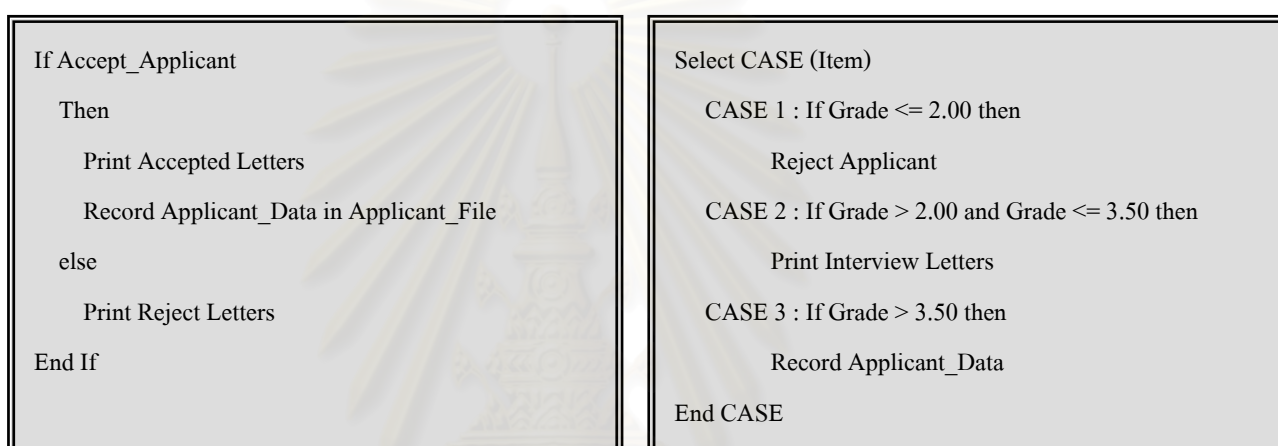 If Accept_Applicant
Then
Print Accepted Letters
Record Applicant_Data in Applicant_File
else
Print Reject Letters
End If
Select CASE (Item)
CASE 1 : If Grade <= 2.00 then
Reject Applicant
CASE 2 : If Grade > 2.00 and Grade <= 3.50 then
Print Interview Letters
CASE 3 : If Grade > 3.50 then
Record Applicant_Data
End CASE